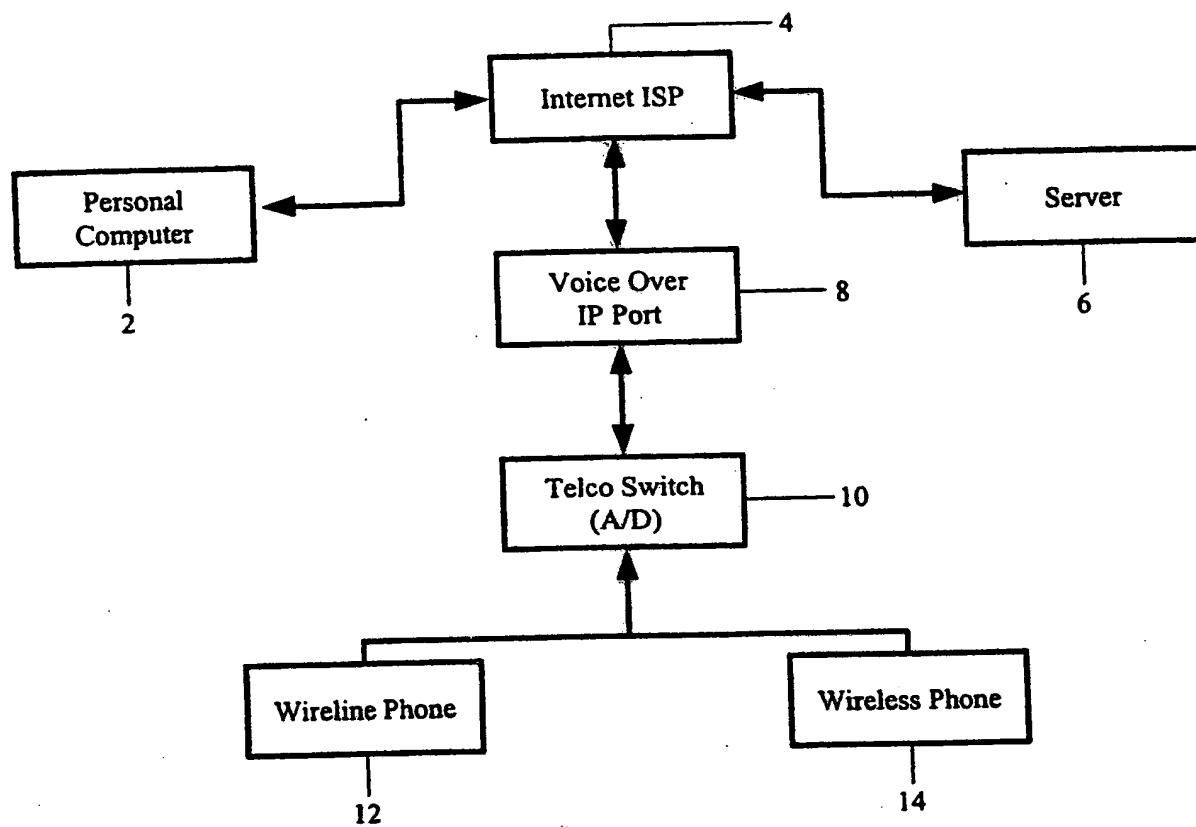 4
Internet ISP
Personal
Computer
2
Server
6
Voice Over
IP Port
8
Telco Switch
(A/D)
10
Wireline Phone
12
Wireless Phone
14